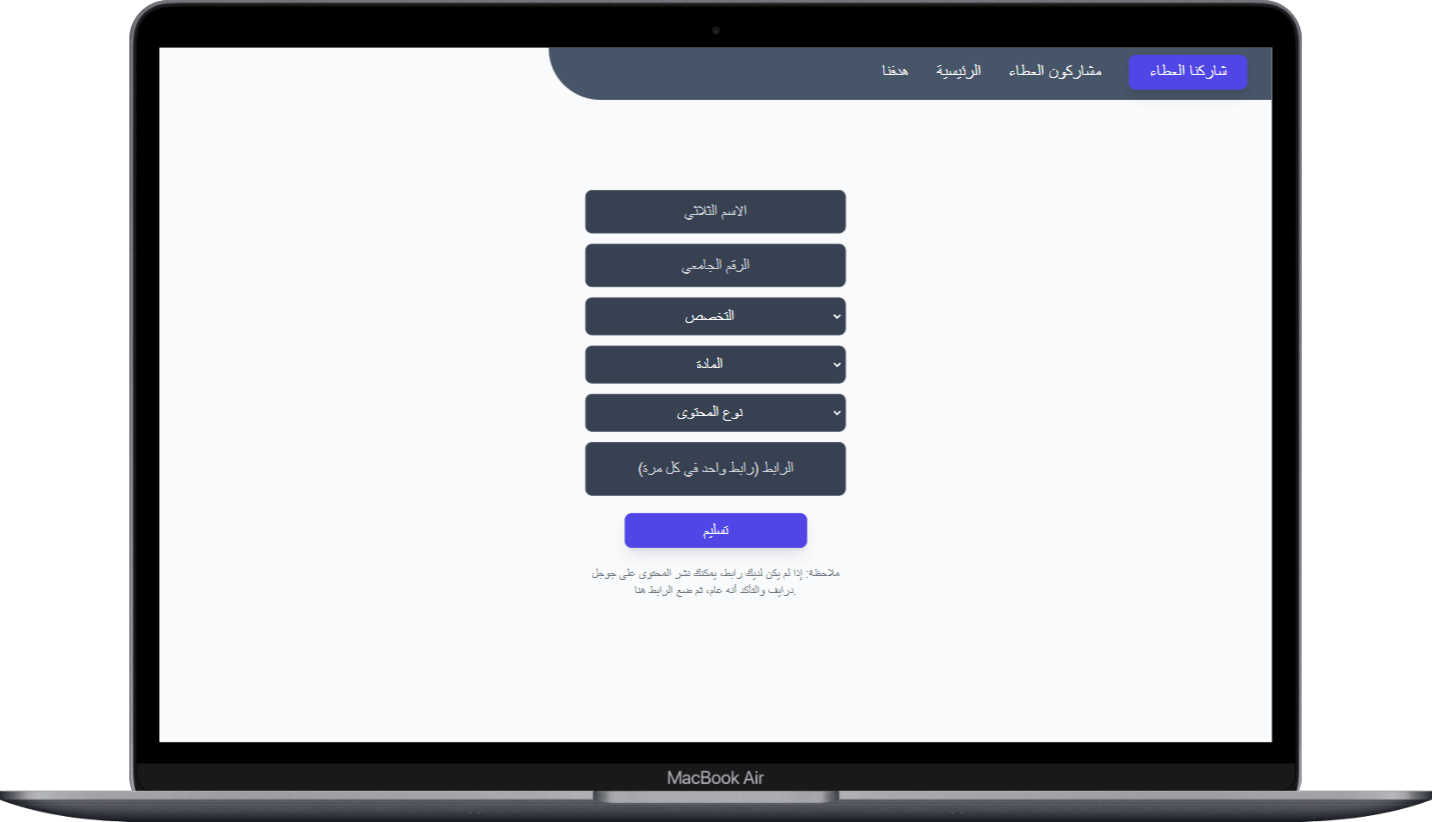 شاركنا العطاء
مشاركون العطاء
الرئيسية
هدفنا
الاسم الثلاثي
الرقم الجامعي
التخصص
المادة
نوع المحتوى
الرابط (رابط واحد في كل مرة)
تسليم
ملاحظة: إذا لم يكن لديك رابط، يمكنك نشر المحتوى على جوجل
.درايف والتأكد أنه عام، ثم ضع الرابط هنا
MacBook Air